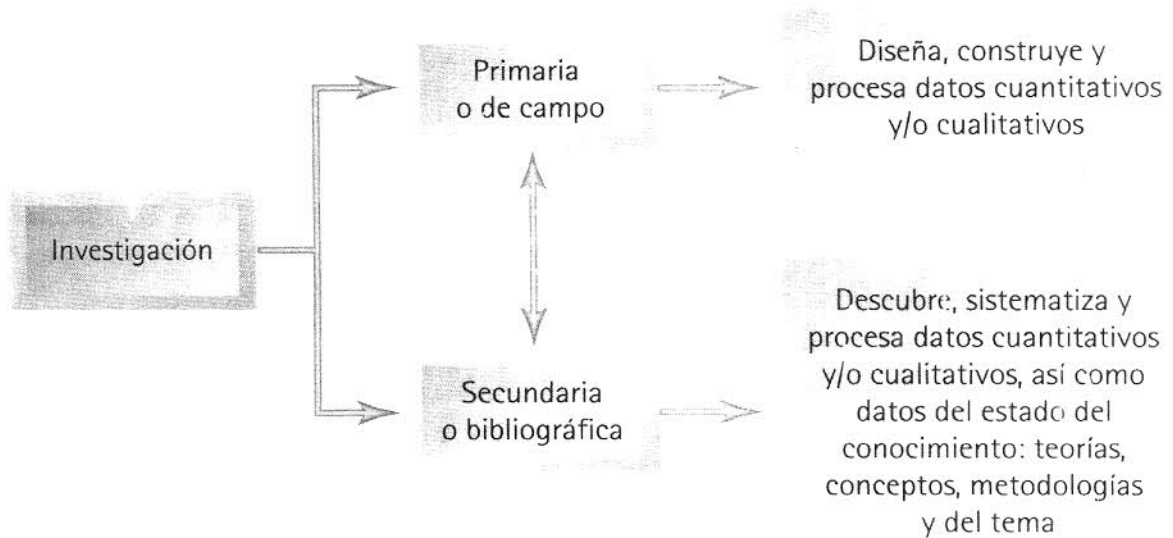 Primaria
o de campo
Diseña, construye y
procesa datos cuantitativos
y/o cualitativos
Investigación
Secundaria
o bibliográfica
Descubre, sistematiza y
procesa datos cuantitativos
y/o cualitativos, así como
datos del estado del
conocimiento: teorías,
conceptos, metodologías
y del tema